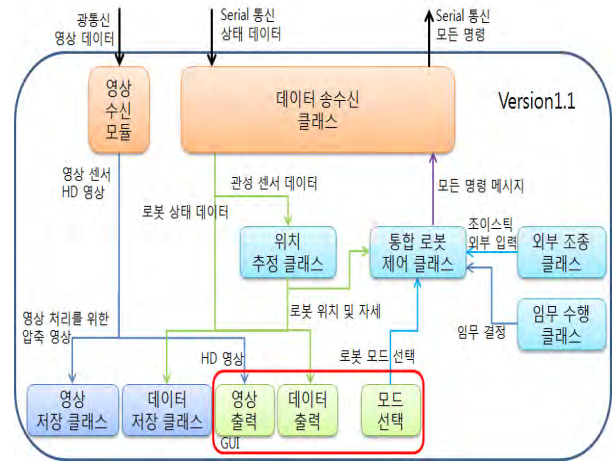 광통신
영상 데이터
Serial 통신
상태 데이터
Serial 통신
모든 명령
영상
수신
모듈
데이터 송수신
클래스
Version1.1
영상 센서
HD 영상
관성 센서 데이터
로봇 상태 데이터
모든 명령 메시지
조이스틱
외부 입력
위치
추정 클래스
통합 로봇
제어 클래스
외부 조종
클래스
임무 수행
클래스
영상 처리를 위한
압축 영상
로봇 위치 및 자세
임무 결정
HD 영상
로봇 모드 선택
영상
저장 클래스
데이터
저장 클래스
영상
출력
데이터
출력
모드
선택
GUI